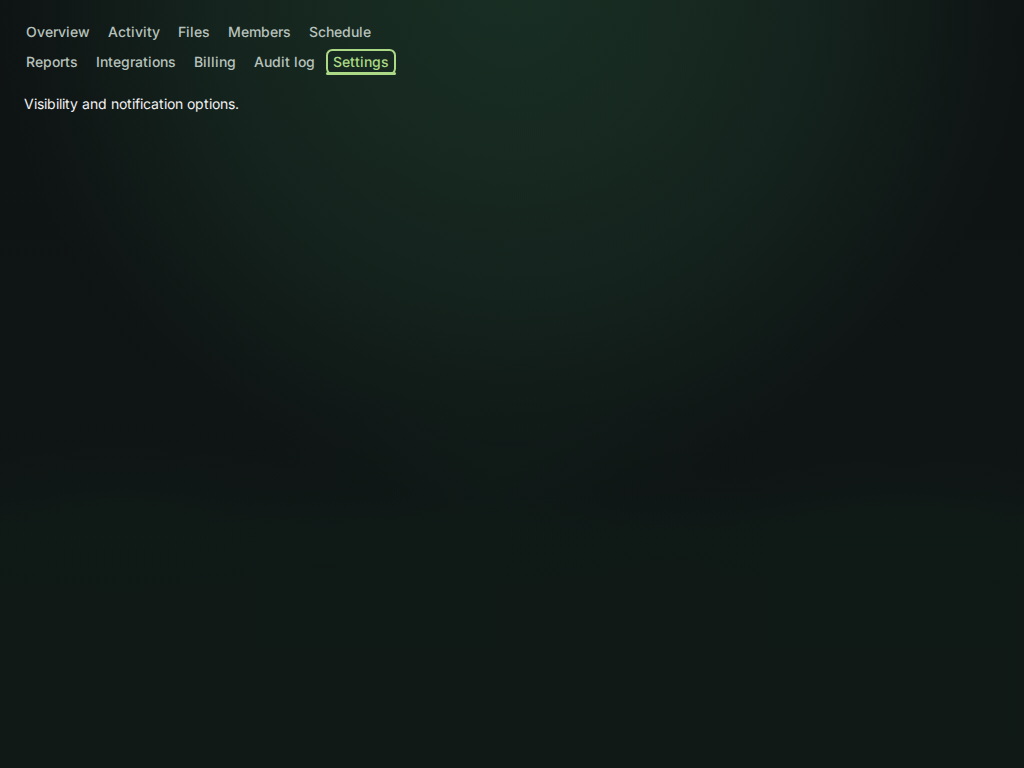 Overview Activity Files Members Schedule
Reports Integrations Billing Audit log Settings
Visibility and notification options.